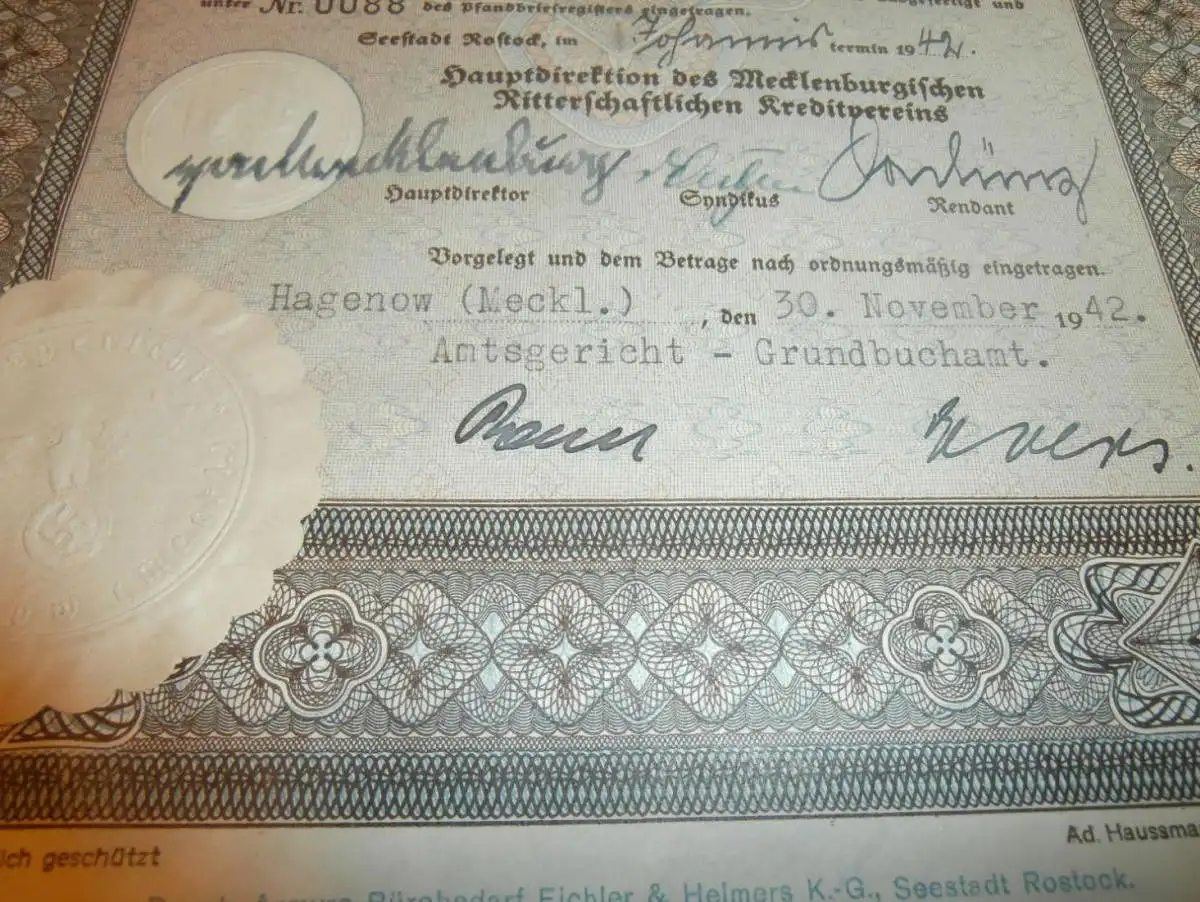 unter Nr. 0088 des Pfandbriefregisters eingetragen.
Seestadt Rostock, im Johannis termin 1942.
Hauptdirektion des Mecklenburgischen
Ritterschaftlichen Kreditvereins
Hauptdirektor Syndikus Rendant
Vorgelegt und dem Betrage nach ordnungsmäßig eingetragen.
Hagenow (Meckl.), den 30. November 1942.
Amtsgericht - Grundbuchamt.
geschützt
Ad. Haussma
Eichler & Helmers K.-G., Seestadt Rostock.